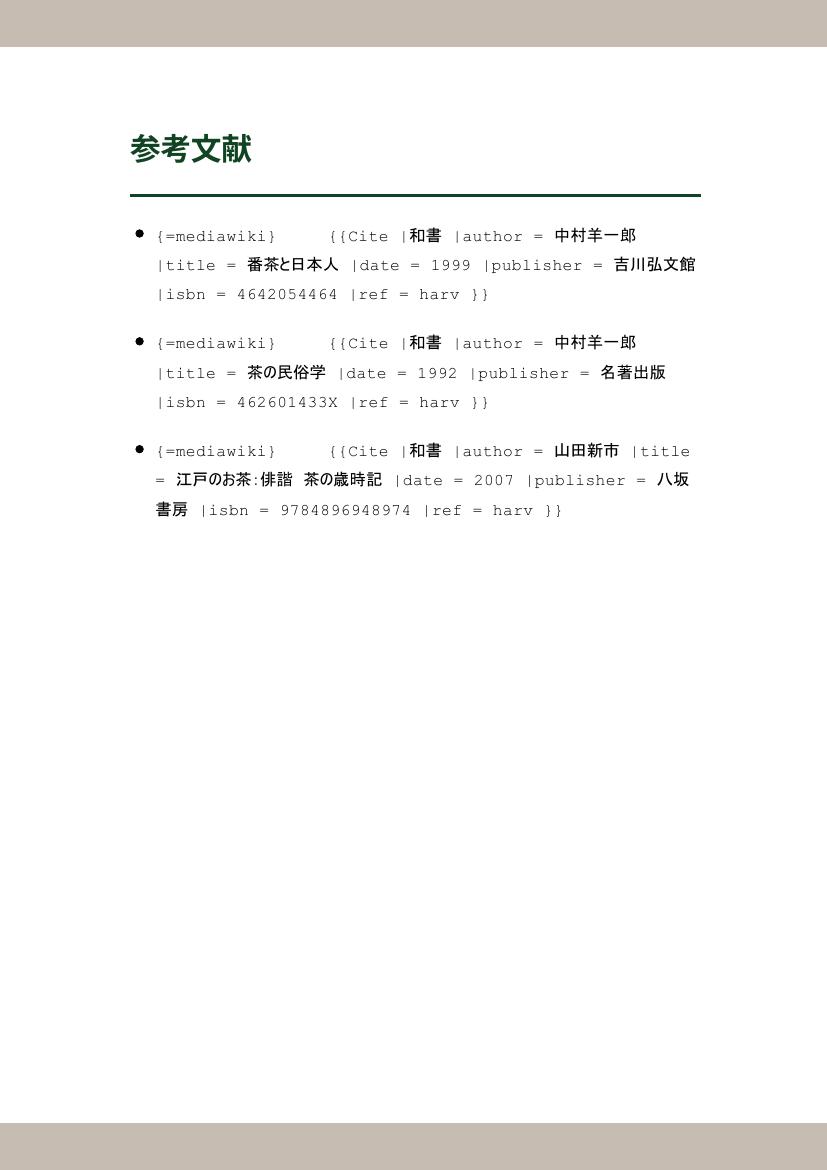 参考文献
• {=mediawiki}     {{Cite |和書 |author = 中村羊一郎
|title = 番茶と日本人 |date = 1999 |publisher = 吉川弘文館
|isbn = 4642054464 |ref = harv }}
• {=mediawiki}     {{Cite |和書 |author = 中村羊一郎
|title = 茶の民俗学 |date = 1992 |publisher = 名著出版
|isbn = 462601433X |ref = harv }}
• {=mediawiki}     {{Cite |和書 |author = 山田新市 |title
= 江戸のお茶:俳諧 茶の歳時記 |date = 2007 |publisher = 八坂
書房 |isbn = 9784896948974 |ref = harv }}